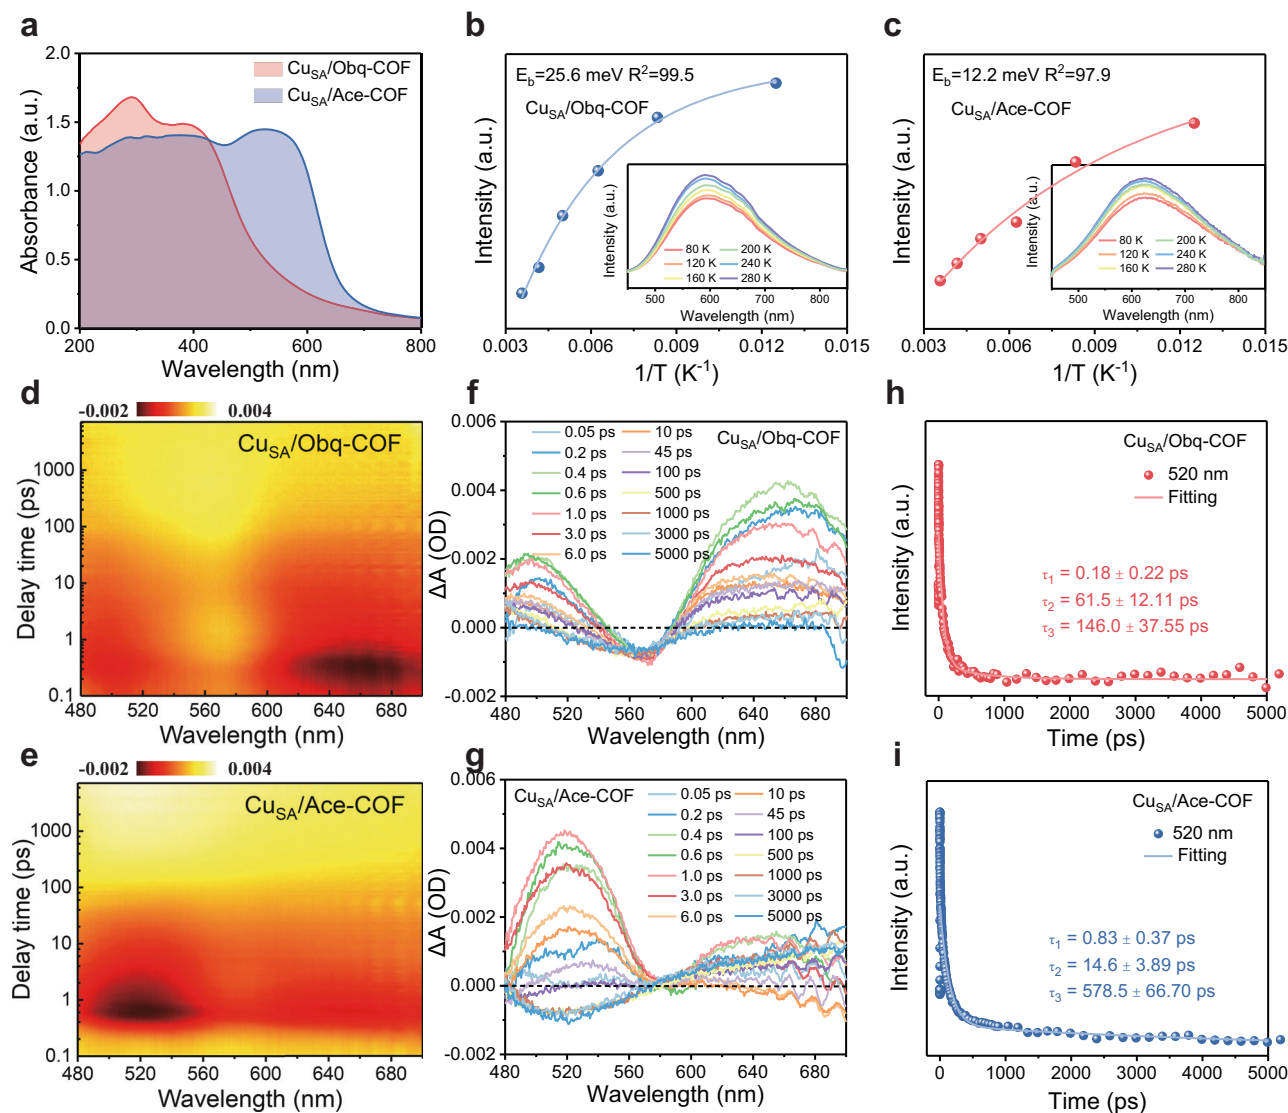 a
2.0
1.5
1.0
0.5
0.0
Absorbance (a.u.)
CuSA/Obq-COF
CuSA/Ace-COF
200 300 400 500 600 800
Wavelength (nm)
b
Intensity (a.u.)
Eb=25.6 meV R2=99.5
CuSA/Obq-COF
Intensity (a.u.)
80 K 200 K
120 K 240 K
160 K 280 K
500 600 700 800
Wavelength (nm)
0.003 0.006 0.009 0.012 0.015
1/T (K-1)
c
Intensity (a.u.)
Eb=12.2 meV R2=97.9
CuSA/Ace-COF
Intensity (a.u.)
80 K 200 K
120 K 240 K
160 K 280 K
500 600 700 800
Wavelength (nm)
0.003 0.006 0.009 0.012 0.015
1/T (K-1)
d
-0.002 0.004
CuSA/Obq-COF
Delay time (ps)
1000
100
10
1
0.1
480 520 560 600 640 680
Wavelength (nm)
f
0.006
0.004
0.002
0.000
-0.002
ΔA (OD)
CuSA/Obq-COF
0.05 ps 10 ps
0.2 ps 45 ps
0.4 ps 100 ps
0.6 ps 500 ps
1.0 ps 1000 ps
3.0 ps 3000 ps
6.0 ps 5000 ps
480 520 560 600 640 680
Wavelength (nm)
h
Intensity (a.u.)
CuSA/Obq-COF
520 nm
Fitting
τ1 = 0.18 ± 0.22 ps
τ2 = 61.5 ± 12.11 ps
τ3 = 146.0 ± 37.55 ps
0 1000 2000 3000 4000 5000
Time (ps)
e
-0.002 0.004
CuSA/Ace-COF
Delay time (ps)
1000
100
10
1
0.1
480 520 560 600 640 680
Wavelength (nm)
g
0.006
0.004
0.002
0.000
-0.002
ΔA (OD)
CuSA/Ace-COF
0.05 ps 10 ps
0.2 ps 45 ps
0.4 ps 100 ps
0.6 ps 500 ps
1.0 ps 1000 ps
3.0 ps 3000 ps
6.0 ps 5000 ps
480 520 560 600 640 680
Wavelength (nm)
i
Intensity (a.u.)
CuSA/Ace-COF
520 nm
Fitting
τ1 = 0.83 ± 0.37 ps
τ2 = 14.6 ± 3.89 ps
τ3 = 578.5 ± 66.70 ps
0 1000 2000 3000 4000 5000
Time (ps)